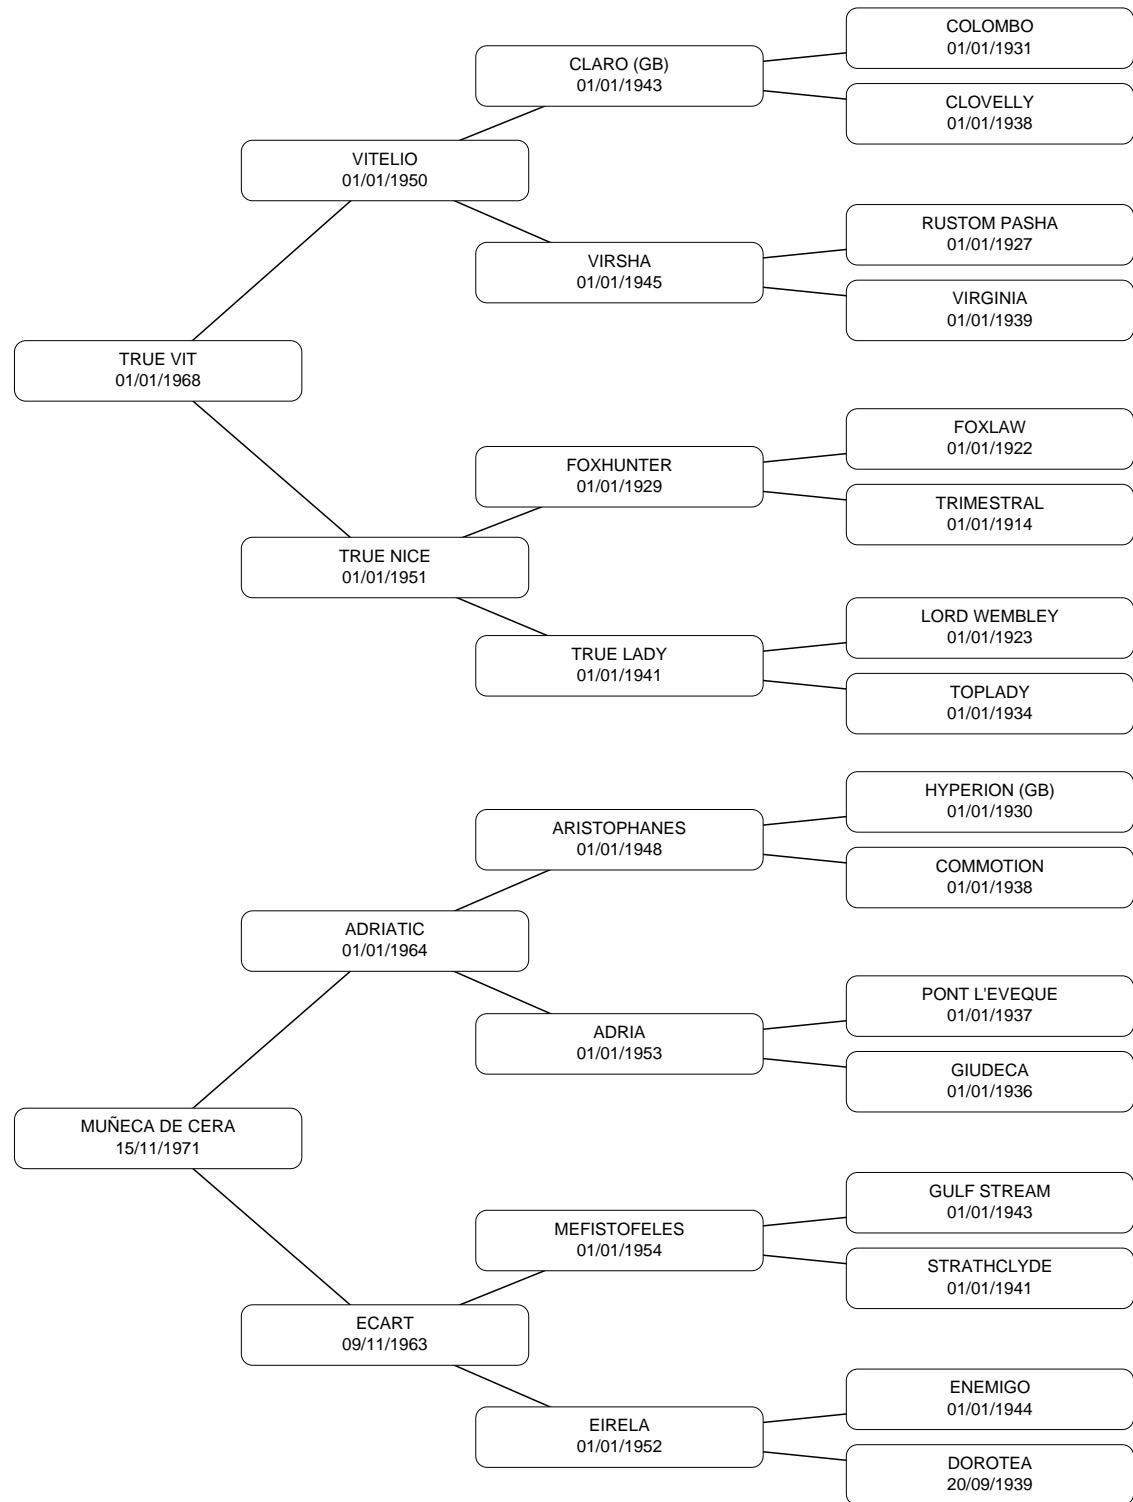 COLOMBO
01/01/1931
CLARO (GB)
01/01/1943
CLOVELLY
01/01/1938
VITELIO
01/01/1950
RUSTOM PASHA
01/01/1927
VIRSHA
01/01/1945
VIRGINIA
01/01/1939
TRUE VIT
01/01/1968
FOXLAW
01/01/1922
FOXHUNTER
01/01/1929
TRIMESTRAL
01/01/1914
TRUE NICE
01/01/1951
LORD WEMBLEY
01/01/1923
TRUE LADY
01/01/1941
TOPLADY
01/01/1934
HYPERION (GB)
01/01/1930
ARISTOPHANES
01/01/1948
COMMOTION
01/01/1938
ADRIATIC
01/01/1964
PONT L'EVEQUE
01/01/1937
ADRIA
01/01/1953
GIUDECA
01/01/1936
MUÑECA DE CERA
15/11/1971
GULF STREAM
01/01/1943
MEFISTOFELES
01/01/1954
STRATHCLYDE
01/01/1941
ECART
09/11/1963
ENEMIGO
01/01/1944
EIRELA
01/01/1952
DOROTEA
20/09/1939